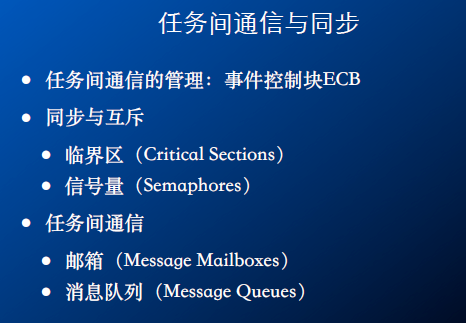 任务间通信与同步
● 任务间通信的管理：事件控制块ECB
● 同步与互斥
● 临界区（Critical Sections）
● 信号量（Semaphores）
● 任务间通信
● 邮箱（Message Mailboxes）
● 消息队列（Message Queues）